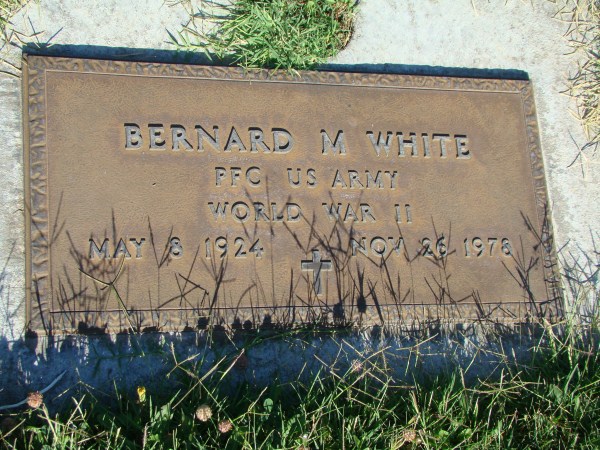 BERNARD M WHITE
PFC US ARMY
WORLD WAR II
MAY 8 1924 NOV 26 1978